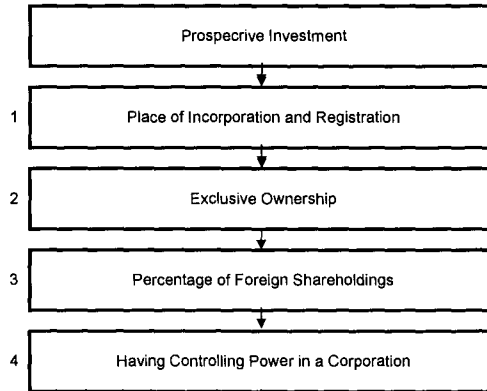 Prospecrive Investment
1 Place of Incorporation and Registration
2 Exclusive Ownership
3 Percentage of Foreign Shareholdings
4 Having Controlling Power in a Corporation